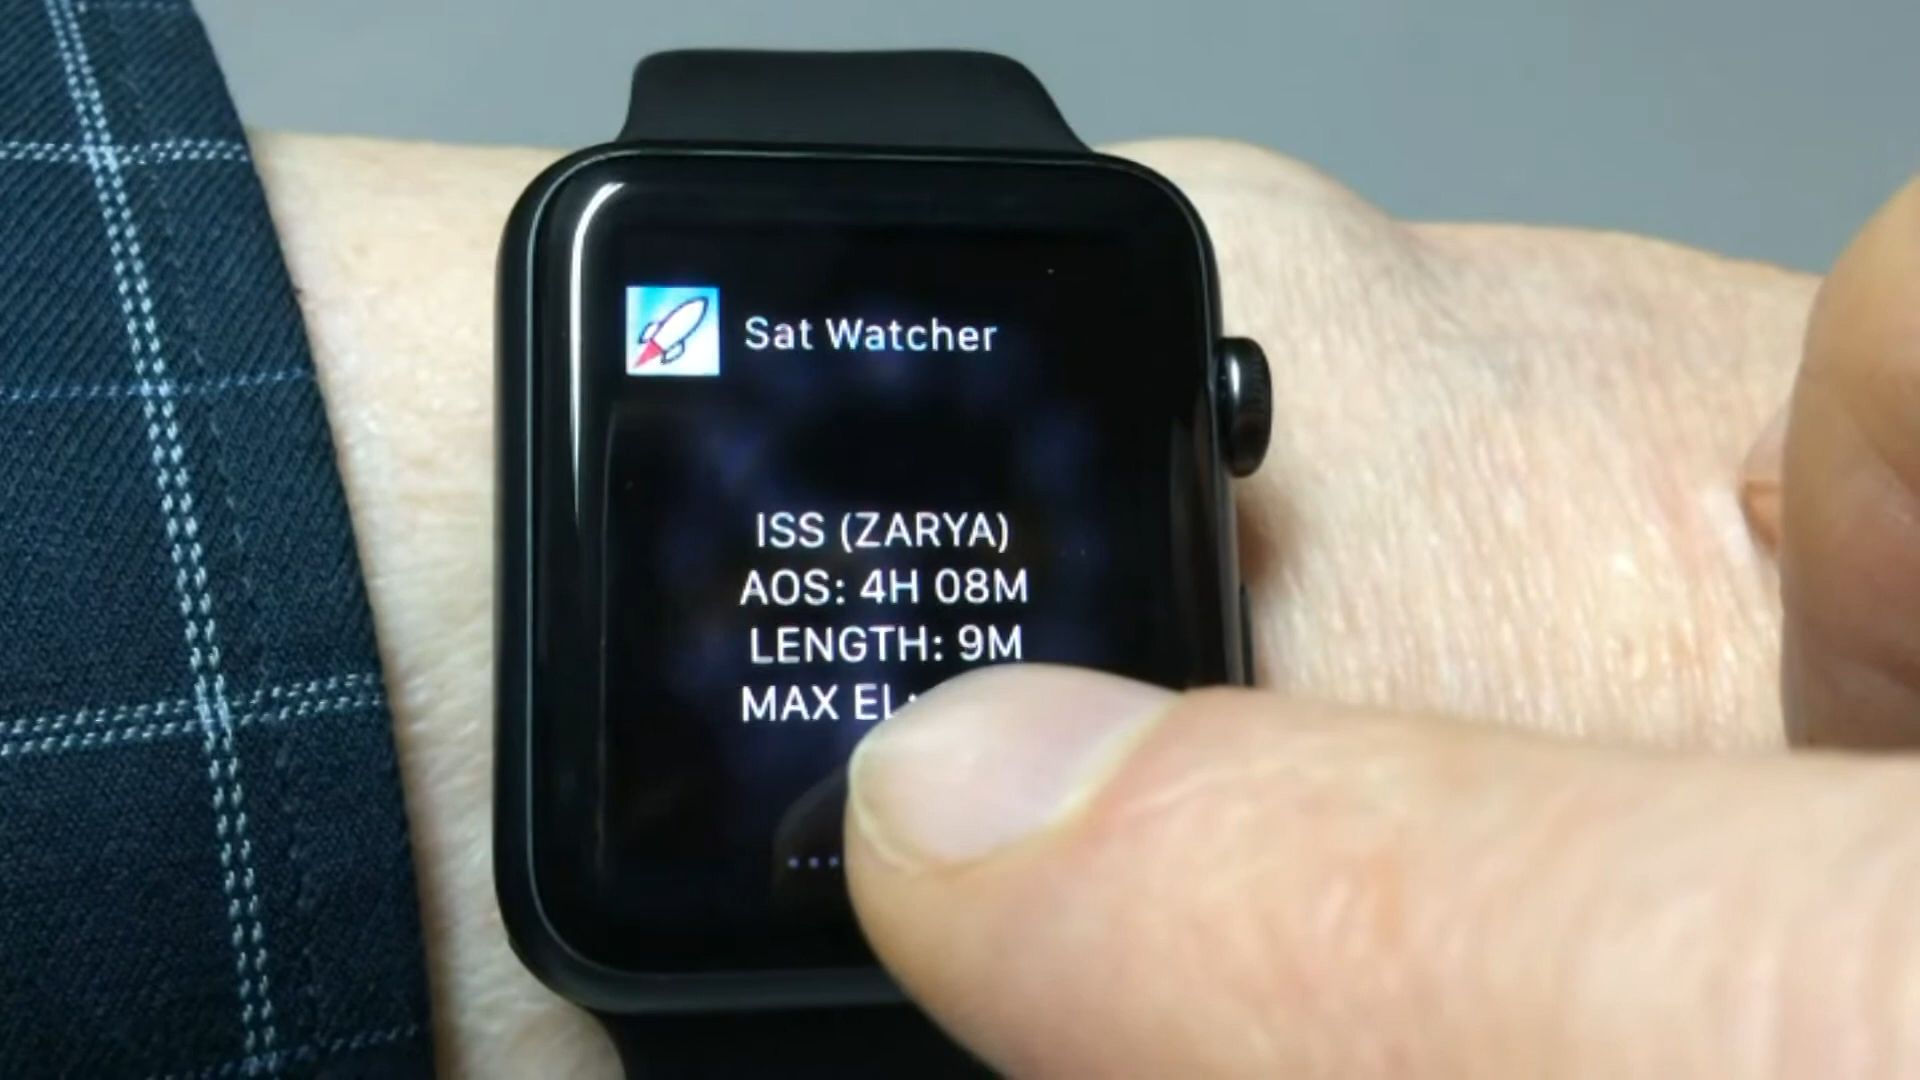 Sat Watcher
ISS (ZARYA)
AOS: 4H 08M
LENGTH: 9M
MAX EL: